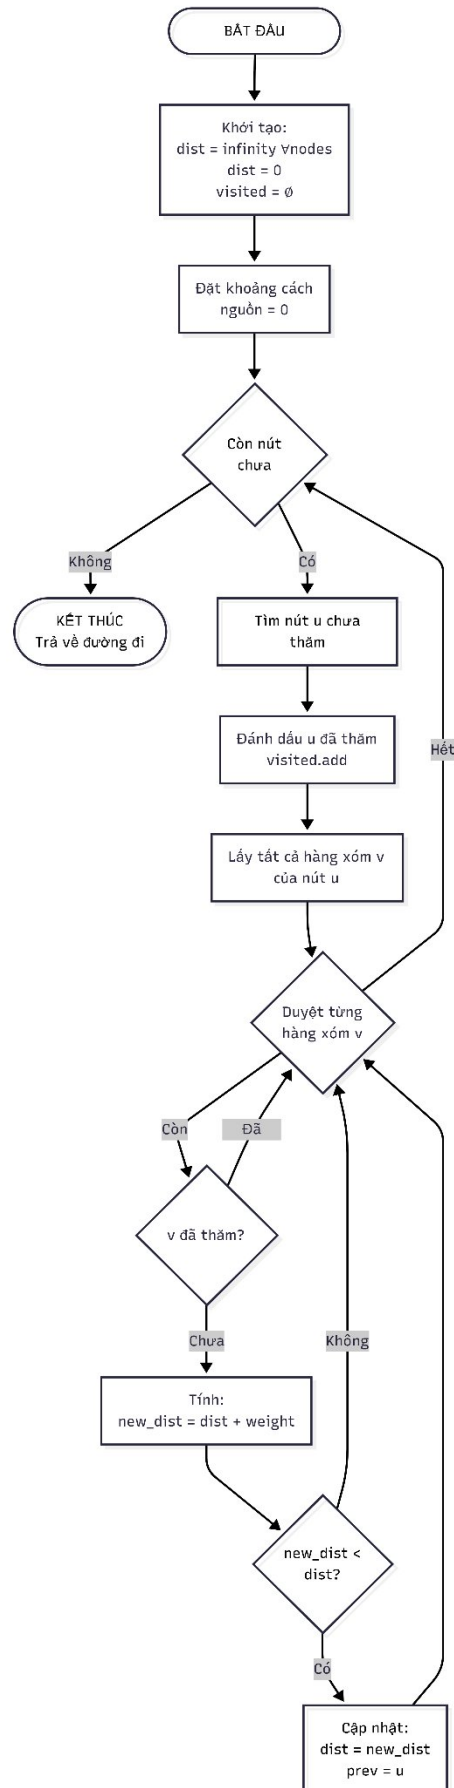 BẮT ĐẦU
Khởi tạo:
dist = infinity ∀nodes
dist = 0
visited = ∅
Đặt khoảng cách
nguồn = 0
Còn nút
chưa
Không
Có
KẾT THÚC
Trả về đường đi
Tìm nút u chưa
thăm
Đánh dấu u đã thăm
visited.add
Hết
Lấy tất cả hàng xóm v
của nút u
Duyệt từng
hàng xóm v
Còn
Đã
v đã thăm?
Chưa
Không
Tính:
new_dist = dist + weight
new_dist <
dist?
Có
Cập nhật:
dist = new_dist
prev = u